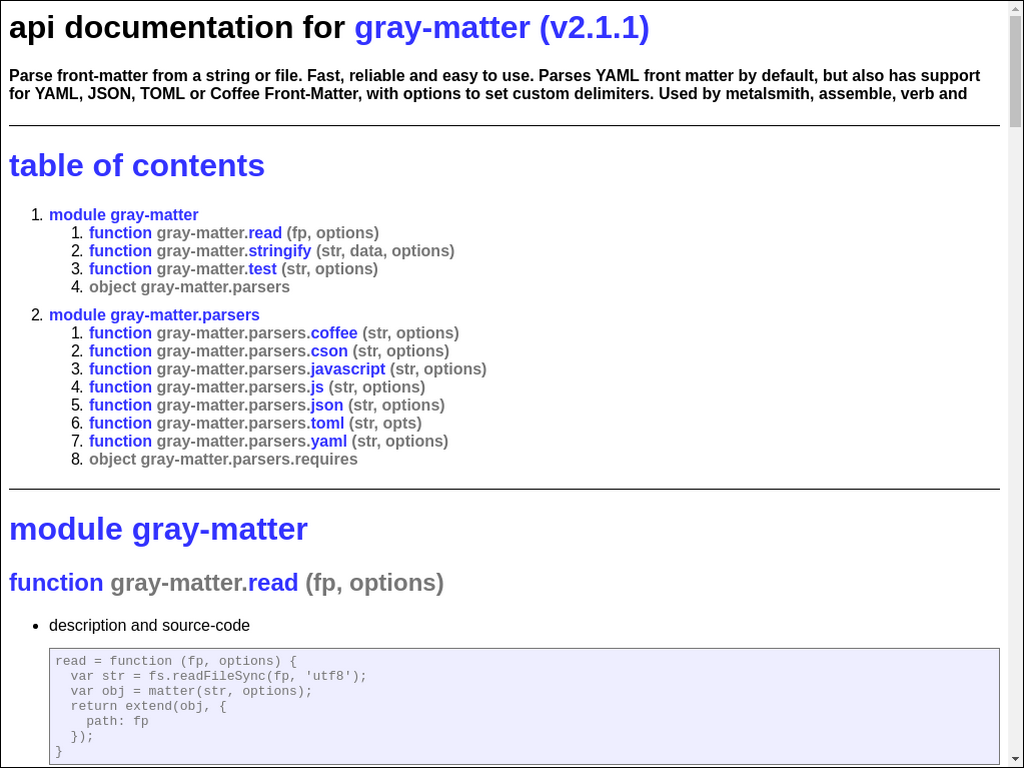 api documentation for gray-matter (v2.1.1)
Parse front-matter from a string or file. Fast, reliable and easy to use. Parses YAML front matter by default, but also has support
for YAML, JSON, TOML or Coffee Front-Matter, with options to set custom delimiters. Used by metalsmith, assemble, verb and
table of contents
1. module gray-matter
1. function gray-matter.read (fp, options)
2. function gray-matter.stringify (str, data, options)
3. function gray-matter.test (str, options)
4. object gray-matter.parsers
2. module gray-matter.parsers
1. function gray-matter.parsers.coffee (str, options)
2. function gray-matter.parsers.cson (str, options)
3. function gray-matter.parsers.javascript (str, options)
4. function gray-matter.parsers.js (str, options)
5. function gray-matter.parsers.json (str, options)
6. function gray-matter.parsers.toml (str, opts)
7. function gray-matter.parsers.yaml (str, options)
8. object gray-matter.parsers.requires
module gray-matter
function gray-matter.read (fp, options)
• description and source-code
read = function (fp, options) {
  var str = fs.readFileSync(fp, 'utf8');
  var obj = matter(str, options);
  return extend(obj, {
    path: fp
  });
}